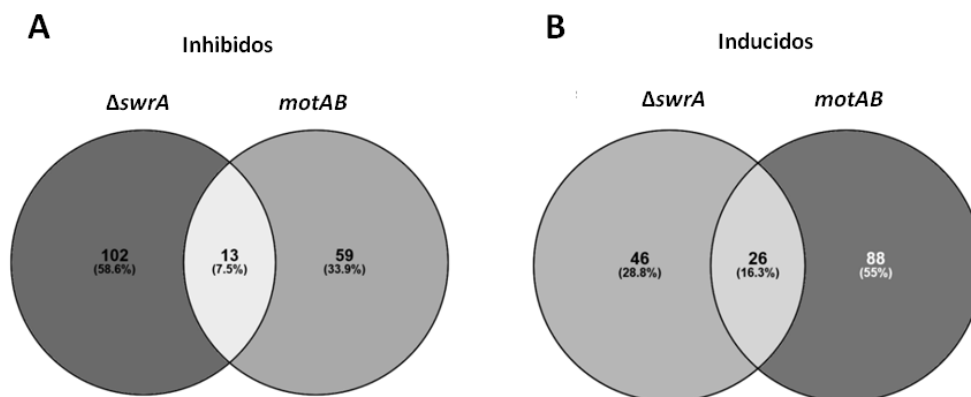 A
Inhibidos
ΔswrA
motAB
102
(58.6%)
13
(7.5%)
59
(33.9%)
B
Inducidos
ΔswrA
motAB
46
(28.8%)
26
(16.3%)
88
(55%)